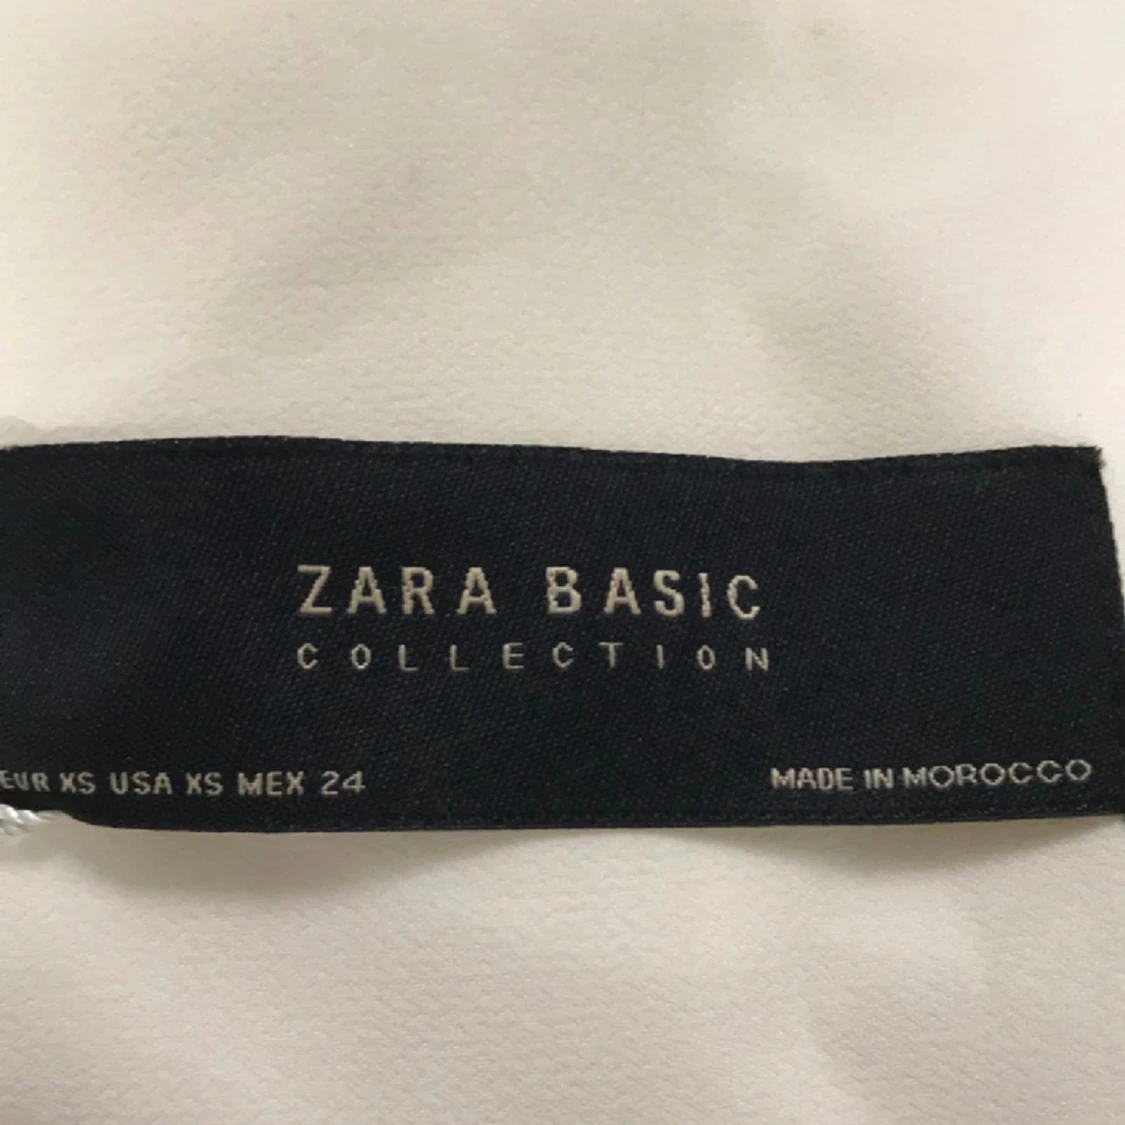 ZARA BASIC
COLLECTION
EUR XS USA XS MEX 24
MADE IN MOROCCO